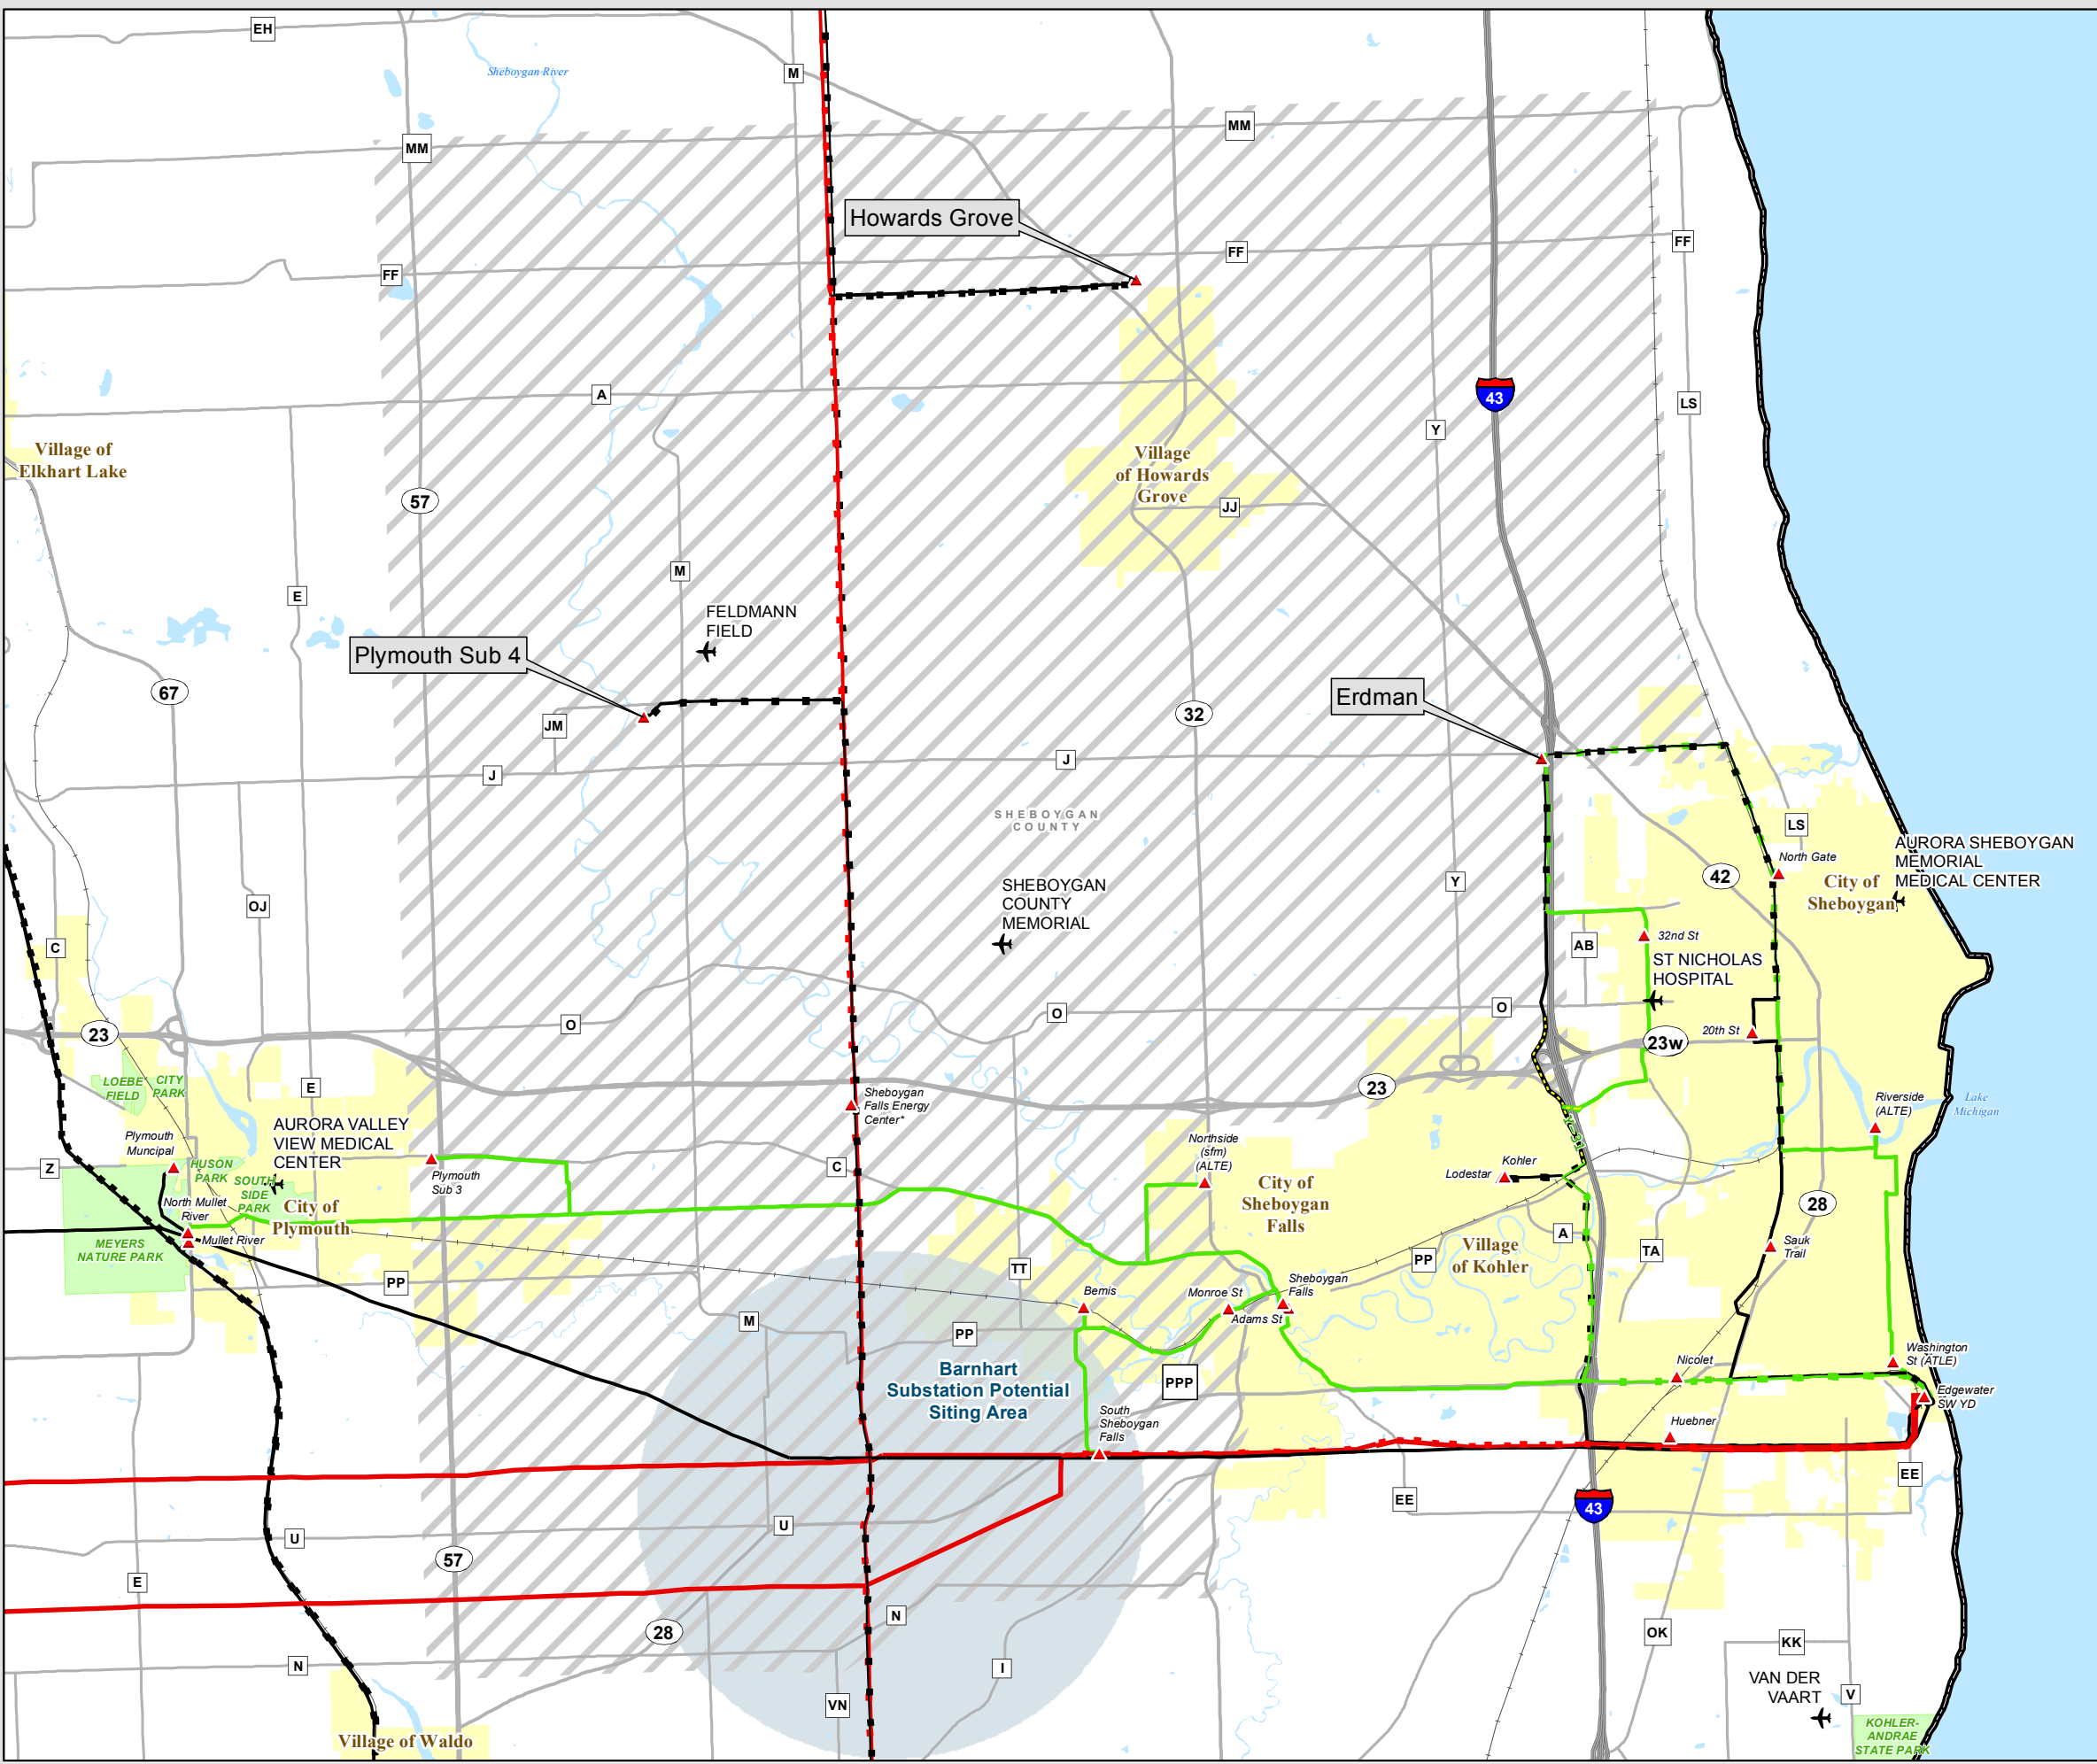 EH
Sheboygan River
M
MM
MM
Howards Grove
FF
FF
FF
A
43
LS
Y
Village of
Elkhart Lake
Village
of Howards
Grove
57
JJ
M
E
FELDMANN
FIELD
Plymouth Sub 4
67
Erdman
32
JM
J
J
SHEBOYGAN
COUNTY
LS
AURORA SHEBOYGAN
MEMORIAL
MEDICAL CENTER
North Gate
42
City of
Sheboygan
SHEBOYGAN
COUNTY
MEMORIAL
Y
OJ
C
AB
32nd St
ST NICHOLAS
HOSPITAL
O
O
O
23
20th St
23w
LOEBE
FIELD
CITY
PARK
E
23
Sheboygan
Falls Energy
Center*
Riverside
(ALTE)
Lake
Michigan
AURORA VALLEY
VIEW MEDICAL
CENTER
Plymouth
Muncipal
Z
HUSON
PARK
SOUTH
SIDE
PARK
Plymouth
Sub 3
C
Northside
(sfm)
(ALTE)
Lodestar
Kohler
City of
Sheboygan
Falls
North Mullet
River
City of
Plymouth
Mullet River
MEYERS
NATURE PARK
28
A
TA
Sauk
Trail
Village
of Kohler
PP
TT
PP
Bemis
Monroe St
Adams St
Sheboygan
Falls
M
PP
Barnhart
Substation Potential
Siting Area
PPP
Nicolet
Washington
St (ATLE)
Edgewater
SW YD
South
Sheboygan
Falls
Huebner
EE
EE
43
U
U
57
E
N
28
N
I
VN
OK
KK
VAN DER
VAART
V
Village of Waldo
KOHLER-
ANDRAE
STATE PARK